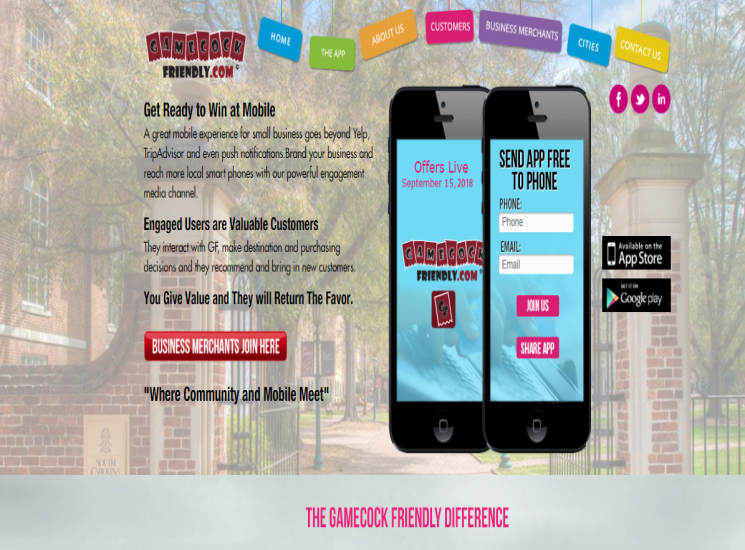 GAMECOCK
FRIENDLY.COM
HOME
THE APP
ABOUT US
CUSTOMERS
BUSINESS MERCHANTS
CITIES
CONTACT US
Get Ready to Win at Mobile
A great mobile experience for small business goes beyond Yelp,
TripAdvisor and even push notifications.Brand your business and
reach more local smart phones with our powerful engagement
media channel.
Engaged Users are Valuable Customers
They interact with GF, make destination and purchasing
decisions and they recommend and bring in new customers.
You Give Value and They will Return The Favor.
BUSINESS MERCHANTS JOIN HERE
"Where Community and Mobile Meet"
Offers Live
September 15, 2018
GAMECOCK
FRIENDLY.COM
SEND APP FREE
TO PHONE
PHONE:
Phone
EMAIL:
Email
JOIN US
SHARE APP
f
in
Available on the
App Store
GET IT ON
Google play
SOUTH
CAROLINA
THE GAMECOCK FRIENDLY DIFFERENCE